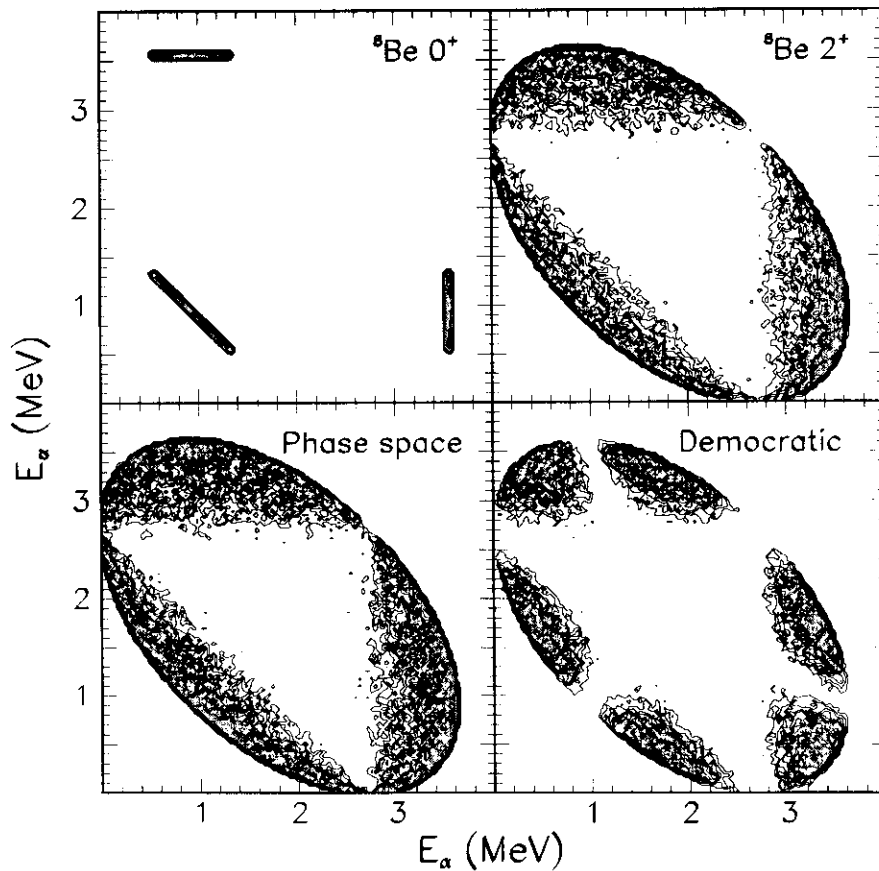 ⁸Be 0⁺
⁸Be 2⁺
3
2
1
E_α (MeV)
Phase space
Democratic
3
2
1
1 2 3
1 2 3
E_α (MeV)